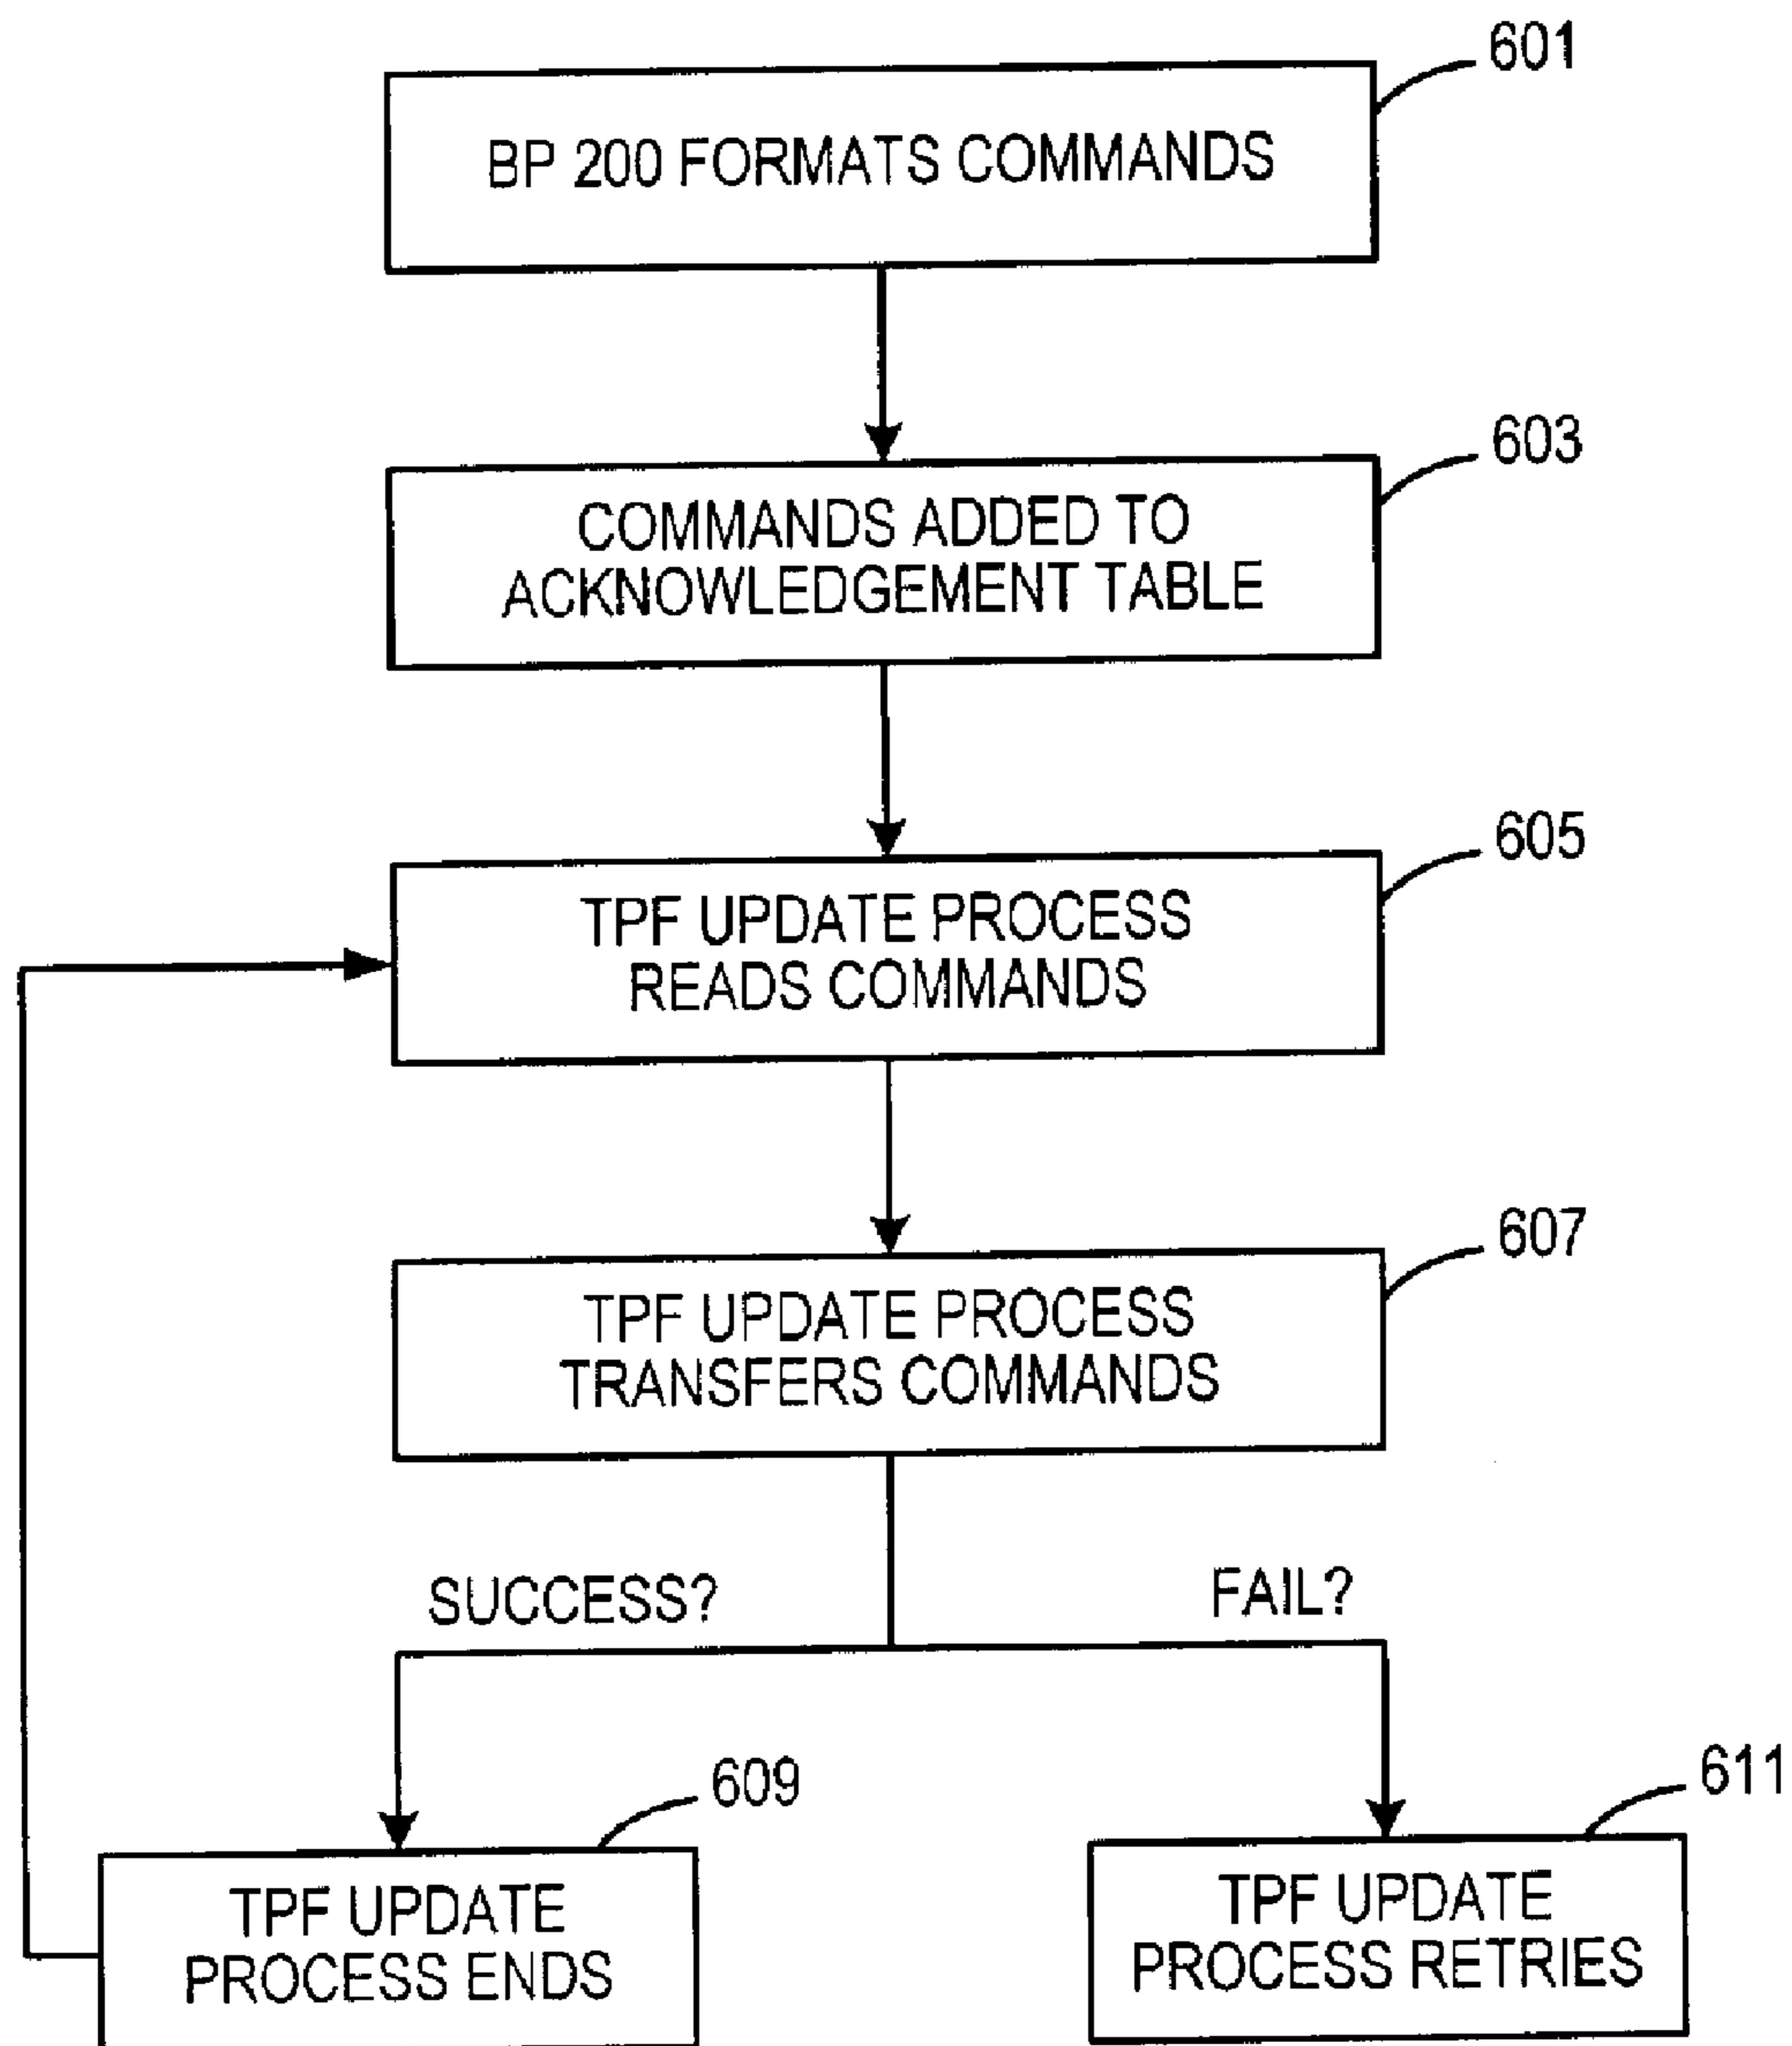 601
BP 200 FORMATS COMMANDS
603
COMMANDS ADDED TO
ACKNOWLEDGEMENT TABLE
605
TPF UPDATE PROCESS
READS COMMANDS
607
TPF UPDATE PROCESS
TRANSFERS COMMANDS
SUCCESS?
FAIL?
609
TPF UPDATE
PROCESS ENDS
611
TPF UPDATE
PROCESS RETRIES